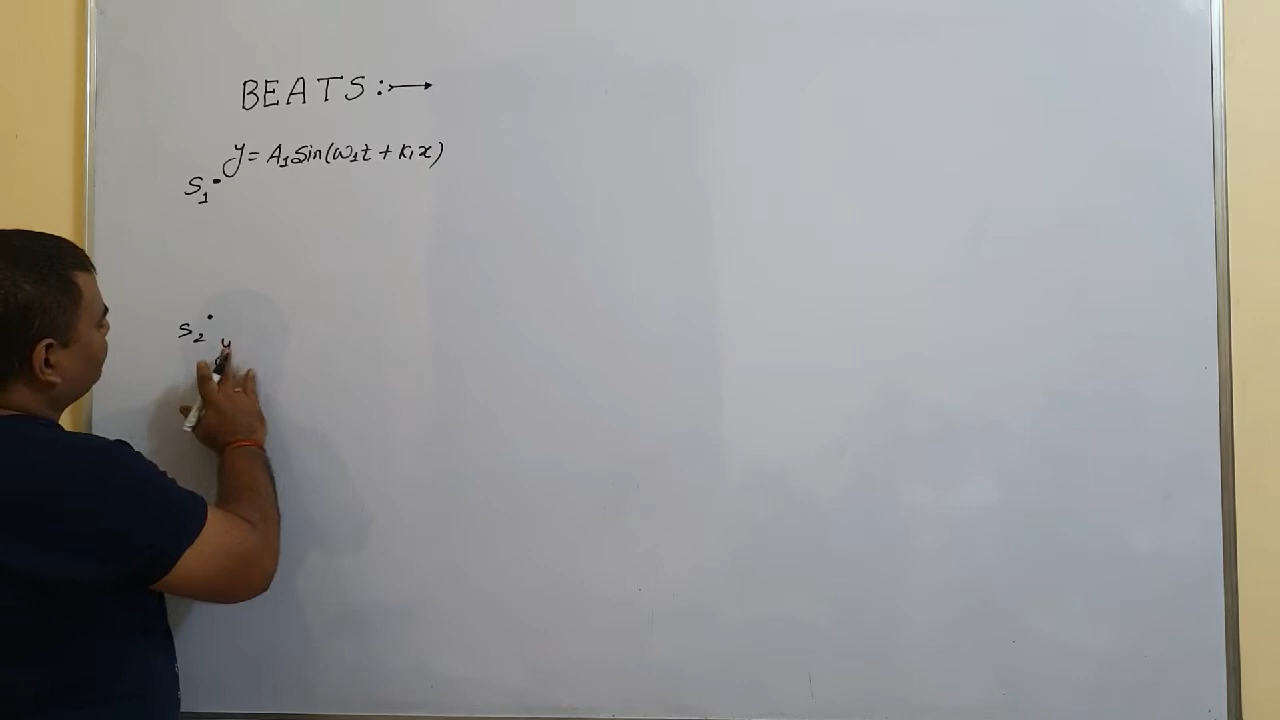 BEATS:→
y = A₁ Sin(ω₁t + K₁x)
S₁
S₂
y